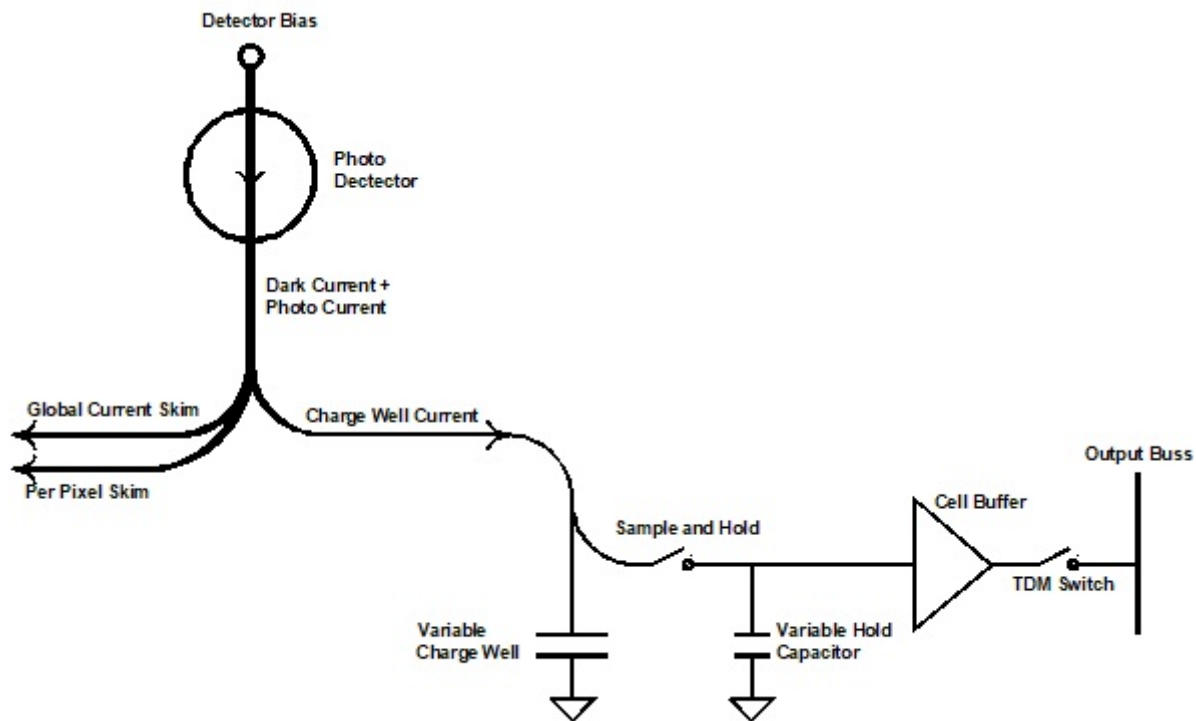 Detector Bias
Photo
Dectector
Dark Current +
Photo Current
Global Current Skim
Charge Well Current
Per Pixel Skim
Output Buss
Cell Buffer
Sample and Hold
TDM Switch
Variable
Charge Well
Variable Hold
Capacitor